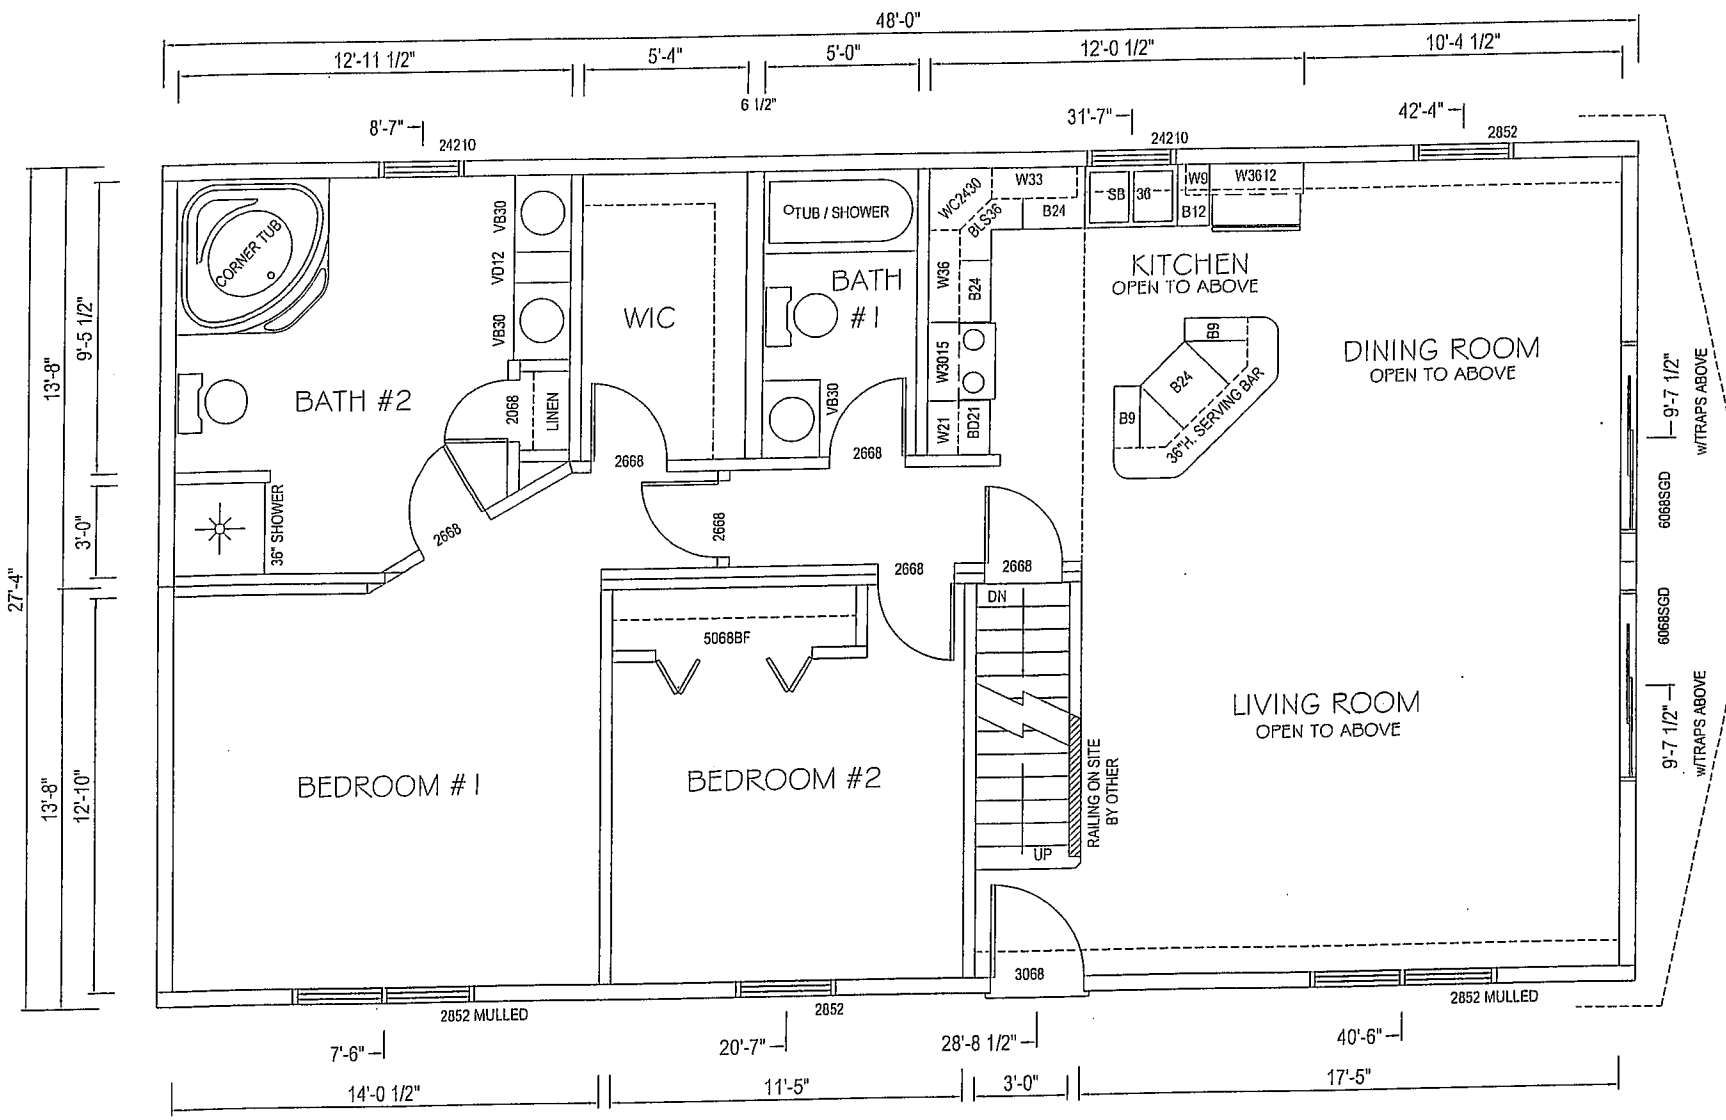 48'-0"
12'-11 1/2"
5'-4"
5'-0"
12'-0 1/2"
10'-4 1/2"
6 1/2"
8'-7"
31'-7"
42'-4"
24210
24210
2852
27'-4"
13'-8"
9'-5 1/2"
3'-0"
13'-8"
12'-10"
CORNER TUB
VB30
VD12
VB30
BATH #2
2068
LINEN
36" SHOWER
2668
WIC
2668
TUB / SHOWER
BATH
#1
VB30
2668
2668
WC2430
W33
BLS36
B24
W36
B24
W3015
W21
BD21
SB 36
W9
B12
W3612
KITCHEN
OPEN TO ABOVE
B9
B24
B9
36"H. SERVING BAR
DINING ROOM
OPEN TO ABOVE
9'-7 1/2"
w/TRAPS ABOVE
6068SGD
6068SGD
9'-7 1/2"
w/TRAPS ABOVE
2668
2668
DN
5068BF
LIVING ROOM
OPEN TO ABOVE
BEDROOM #1
BEDROOM #2
RAILING ON SITE
BY OTHER
UP
3068
2852 MULLED
2852
2852 MULLED
7'-6"
20'-7"
28'-8 1/2"
40'-6"
14'-0 1/2"
11'-5"
3'-0"
17'-5"